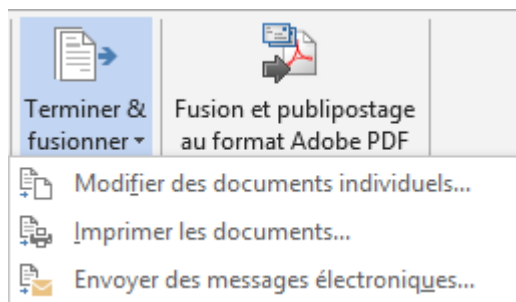 Terminer &
fusionner
Fusion et publipostage
au format Adobe PDF
Modifier des documents individuels...
Imprimer les documents...
Envoyer des messages électroniques...